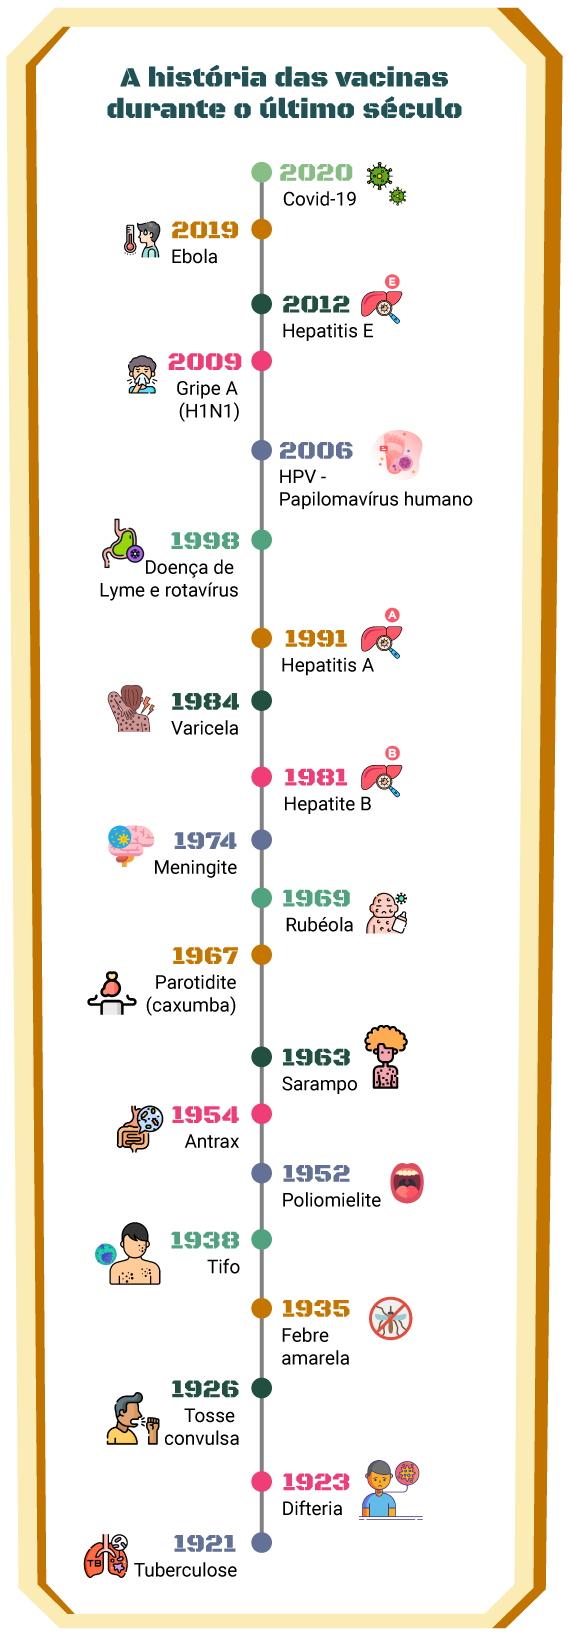 A história das vacinas
durante o último século
2020
Covid-19
2019
Ebola
E
2012
Hepatitis E
2009
Gripe A
(H1N1)
2006
HPV -
Papilomavírus humano
1998
Doença de
Lyme e rotavírus
A
1991
Hepatitis A
1984
Varicela
B
1981
Hepatite B
1974
Meningite
1969
Rubéola
1967
Parotidite
(caxumba)
1963
Sarampo
1954
Antrax
1952
Poliomielite
1938
Tifo
1935
Febre
amarela
1926
Tosse
convulsa
1923
Difteria
1921
TB
Tuberculose